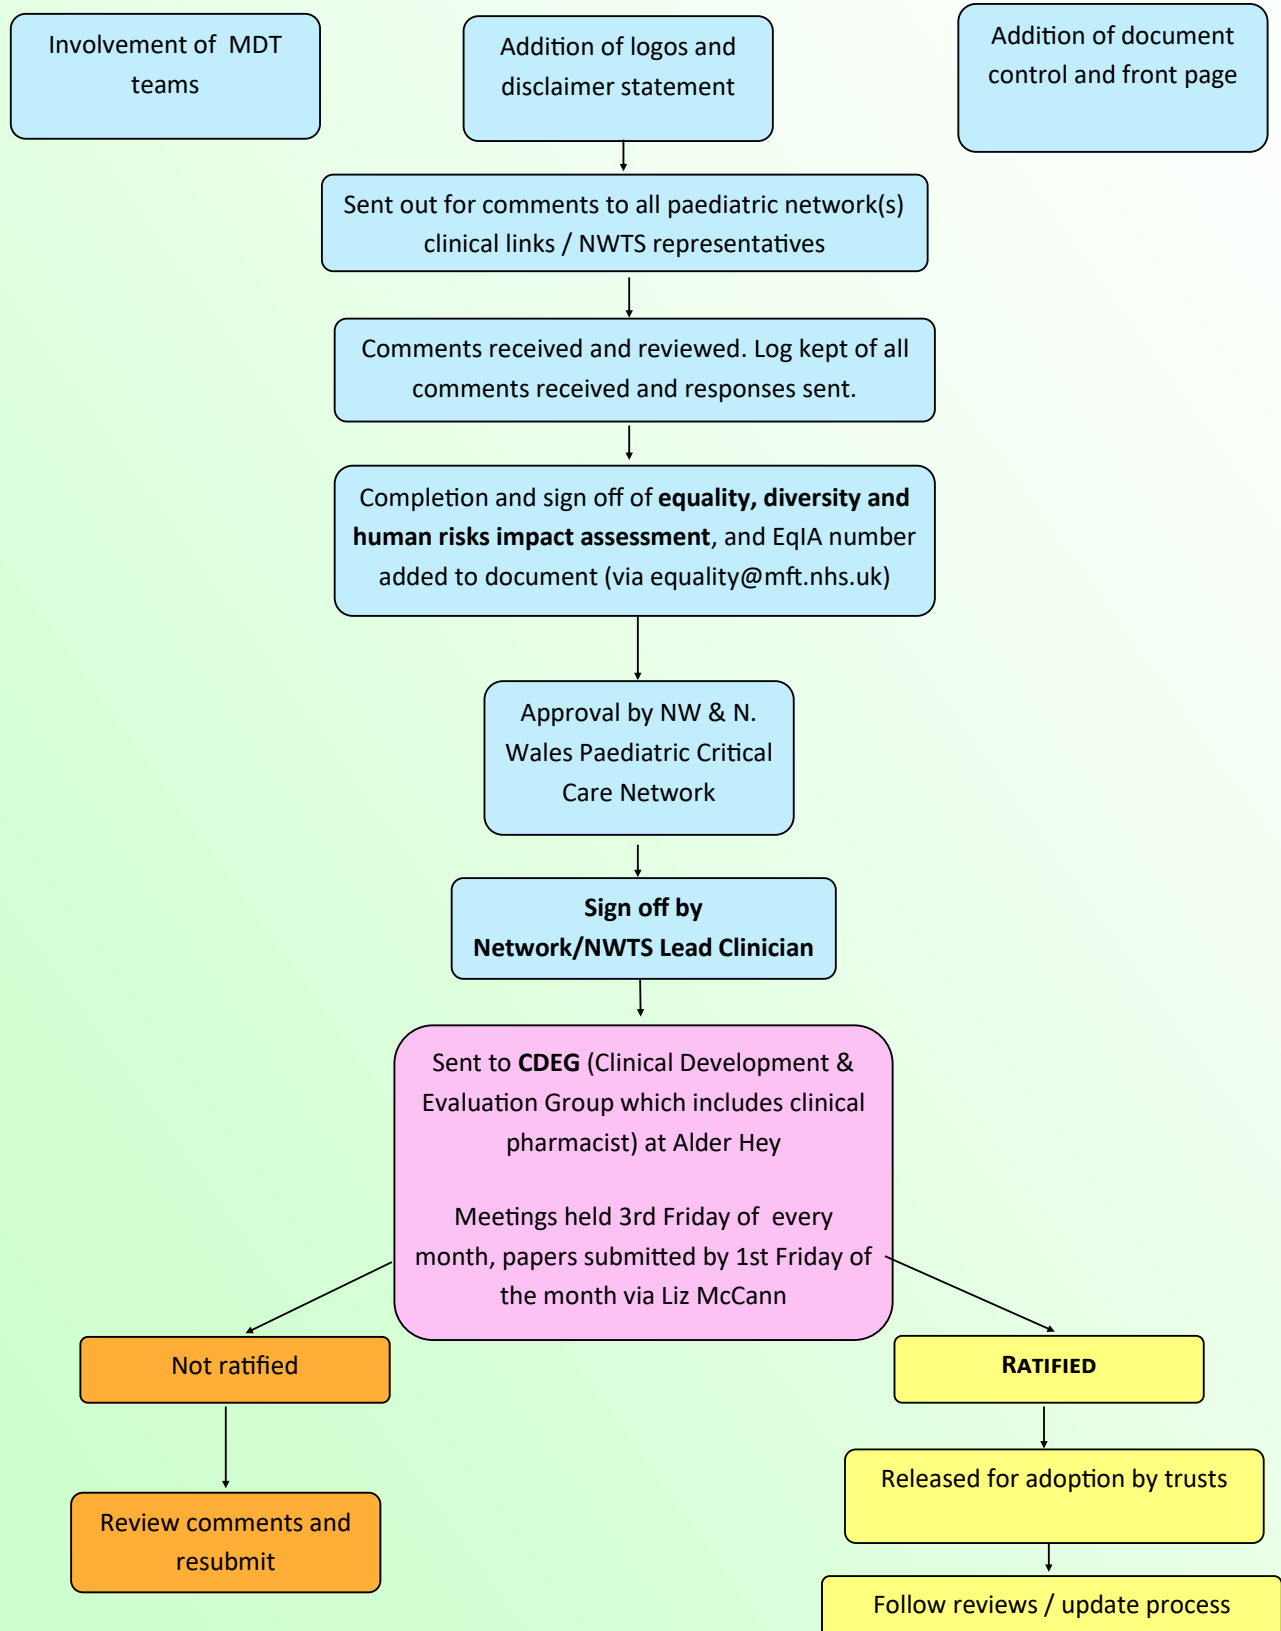 Involvement of MDT
teams
Addition of logos and
disclaimer statement
Addition of document
control and front page
Sent out for comments to all paediatric network(s)
clinical links / NWTS representatives
Comments received and reviewed. Log kept of all
comments received and responses sent.
Completion and sign off of equality, diversity and
human risks impact assessment, and EqIA number
added to document (via equality@mft.nhs.uk)
Approval by NW & N.
Wales Paediatric Critical
Care Network
Sign off by
Network/NWTS Lead Clinician
Sent to CDEG (Clinical Development &
Evaluation Group which includes clinical
pharmacist) at Alder Hey
Meetings held 3rd Friday of every
month, papers submitted by 1st Friday of
the month via Liz McCann
Not ratified
RATIFIED
Review comments and
resubmit
Released for adoption by trusts
Follow reviews / update process